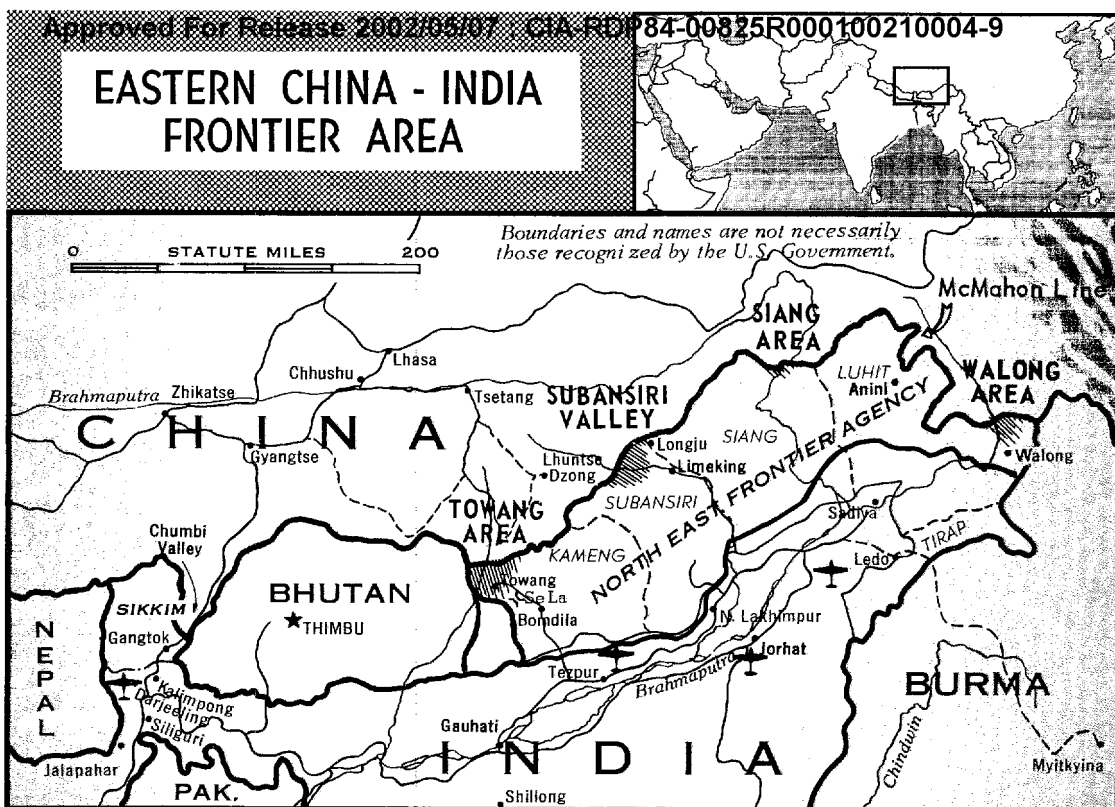 Approved For Release 2002/05/07 : CIA-RDP84-00825R000100210004-9
EASTERN CHINA - INDIA
FRONTIER AREA
0 STATUTE MILES 200
Boundaries and names are not necessarily
those recognized by the U.S. Government.
McMahon Line
SIANG
AREA
Lhasa
Chhushu
LUHIT
Anini
WALONG
AREA
Brahmaputra
Zhikatse
Tsetang
SUBANSIRI
VALLEY
CHINA
Longju
SIANG
Gyangtse
Lhuntse
Dzong
Limeking
Walong
SUBANSIRI
NORTH EAST FRONTIER AGENCY
TOWANG
AREA
Sadiya
Chumbi
Valley
KAMENG
TIRAP
Ledo
BHUTAN
Towang
Se La
SIKKIM
Bomdila
N. Lakhimpur
NEPAL
THIMBU
Gangtok
Jorhat
Tezpur
Brahmaputra
BURMA
Kalimpong
Darjeeling
Siliguri
Gauhati
INDIA
Chindwin
Jalapahar
Myitkyina
PAK.
Shillong